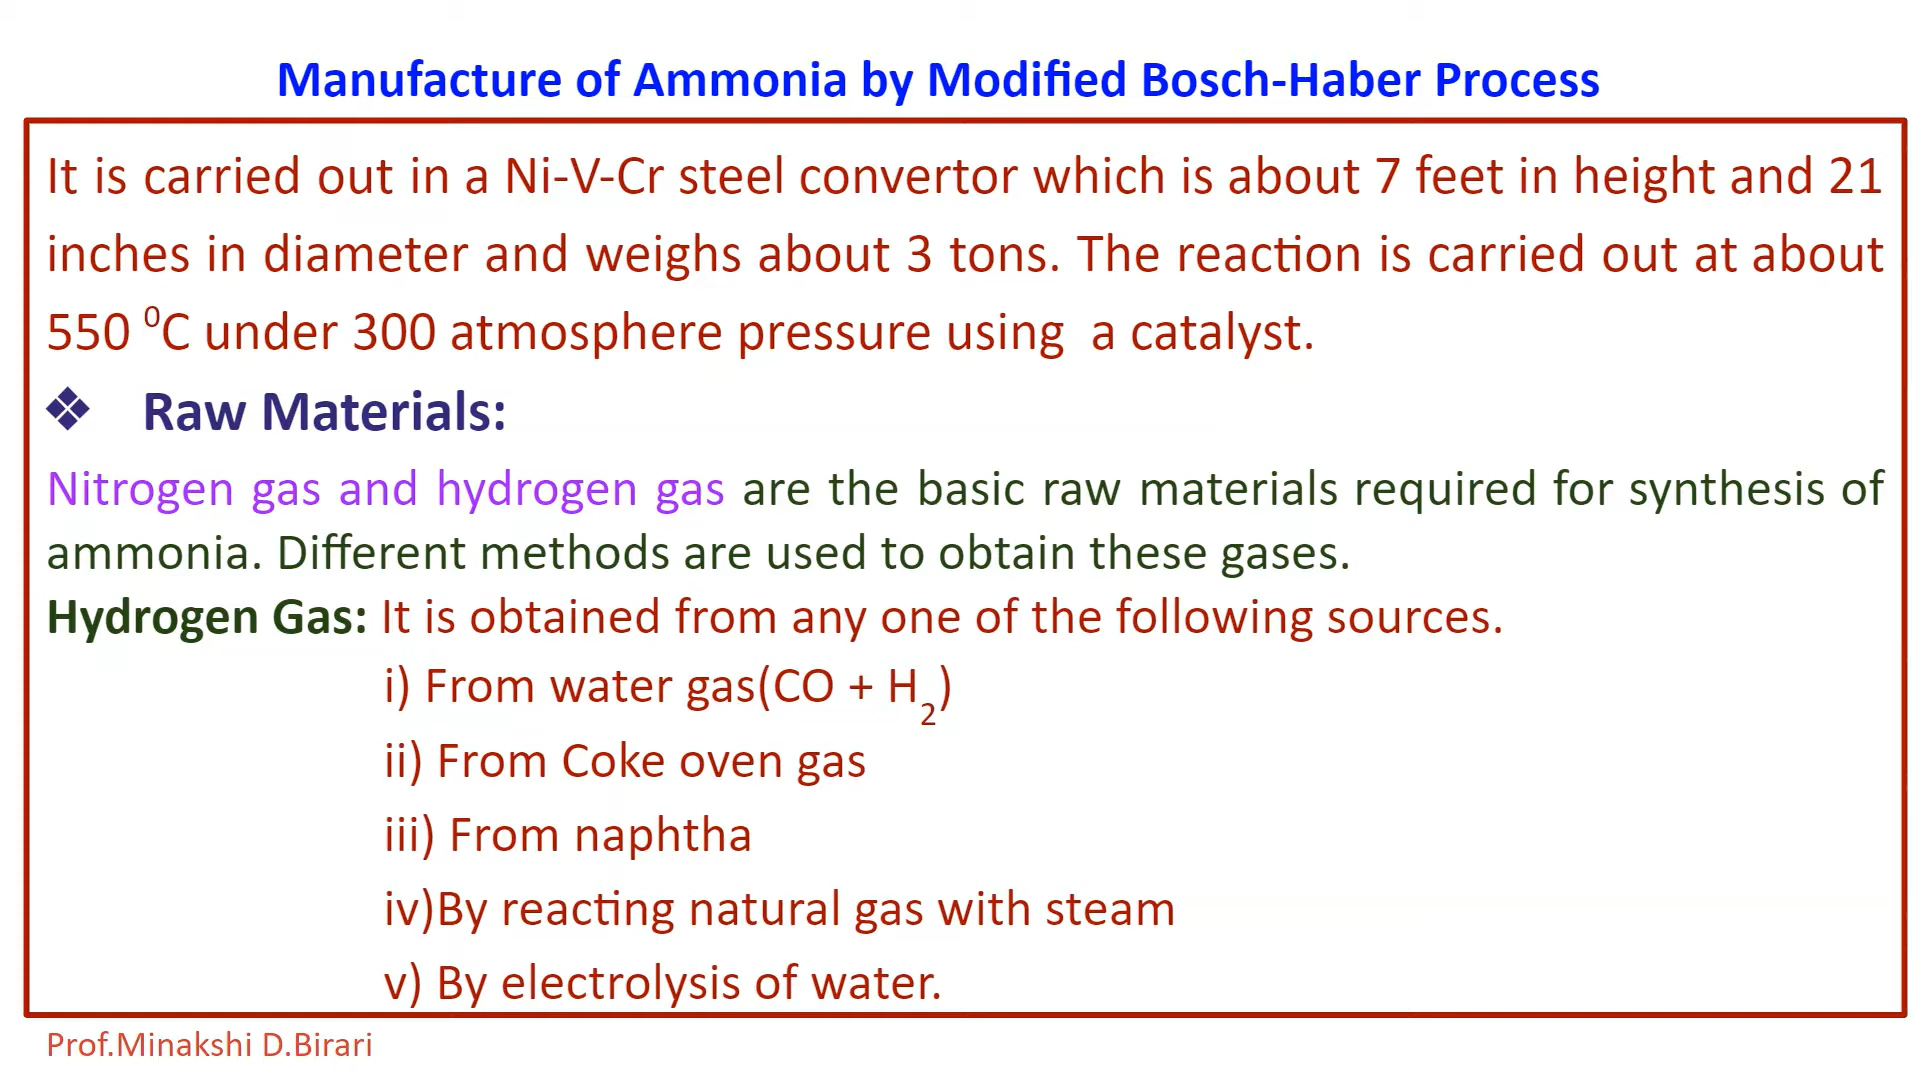 Manufacture of Ammonia by Modified Bosch-Haber Process
It is carried out in a Ni-V-Cr steel convertor which is about 7 feet in height and 21
inches in diameter and weighs about 3 tons. The reaction is carried out at about
550 ⁰C under 300 atmosphere pressure using  a catalyst.
❖ Raw Materials:
Nitrogen gas and hydrogen gas are the basic raw materials required for synthesis of
ammonia. Different methods are used to obtain these gases.
Hydrogen Gas: It is obtained from any one of the following sources.
i) From water gas(CO + H₂)
ii) From Coke oven gas
iii) From naphtha
iv)By reacting natural gas with steam
v) By electrolysis of water.
Prof.Minakshi D.Birari